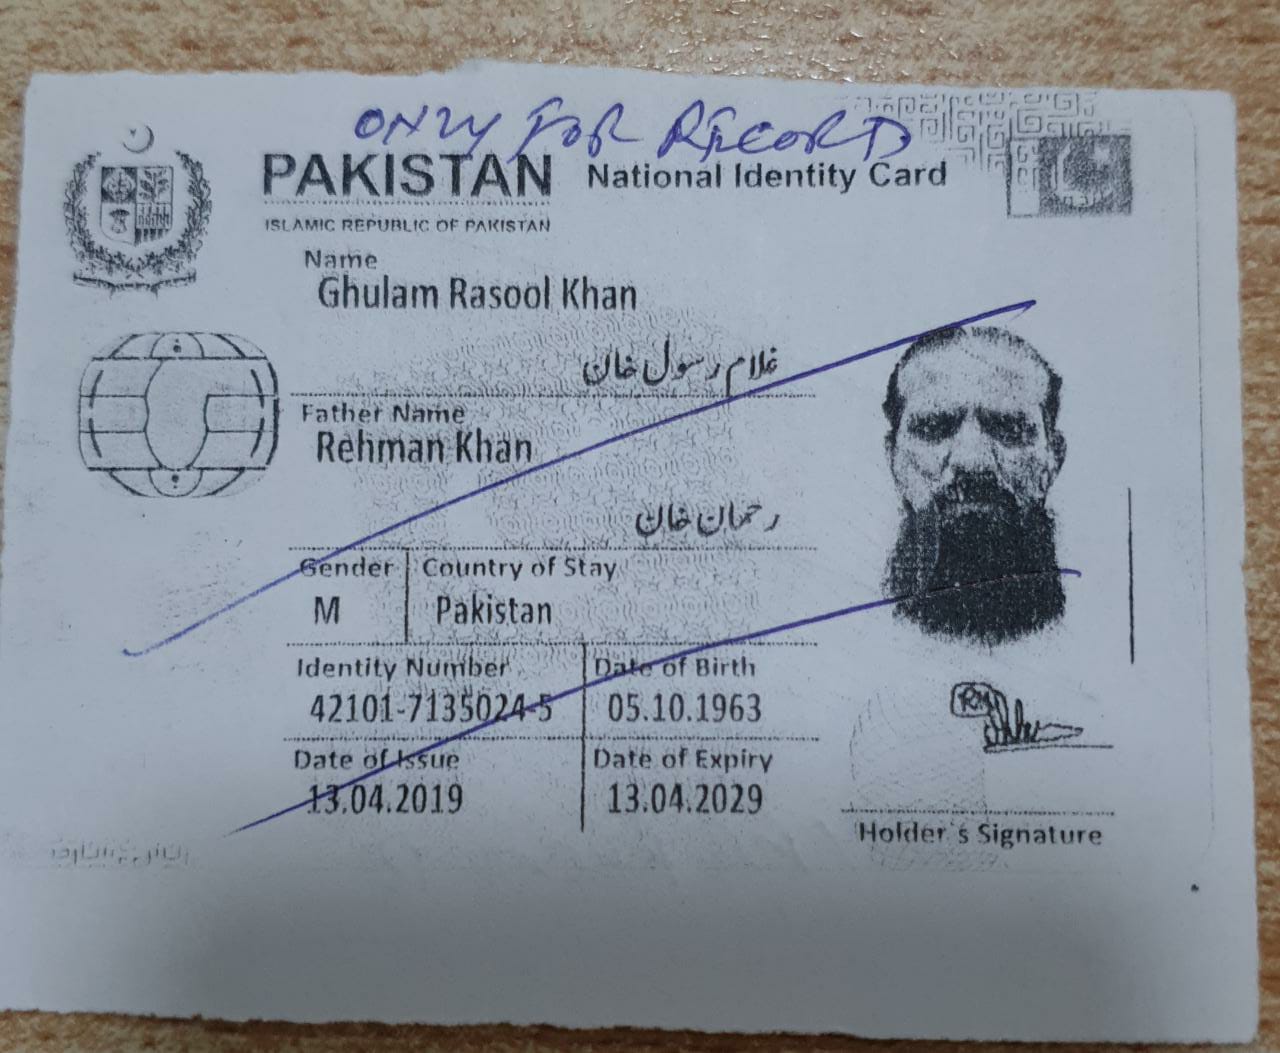 ONLY FOR RECORD
PAKISTAN National Identity Card
ISLAMIC REPUBLIC OF PAKISTAN
Name
Ghulam Rasool Khan
غلام رسول خان
Father Name
Rehman Khan
رحمان خان
Gender Country of Stay
M Pakistan
Identity Number Date of Birth
42101-7135024-5 05.10.1963
Date of Issue Date of Expiry
13.04.2019 13.04.2029
Holder's Signature